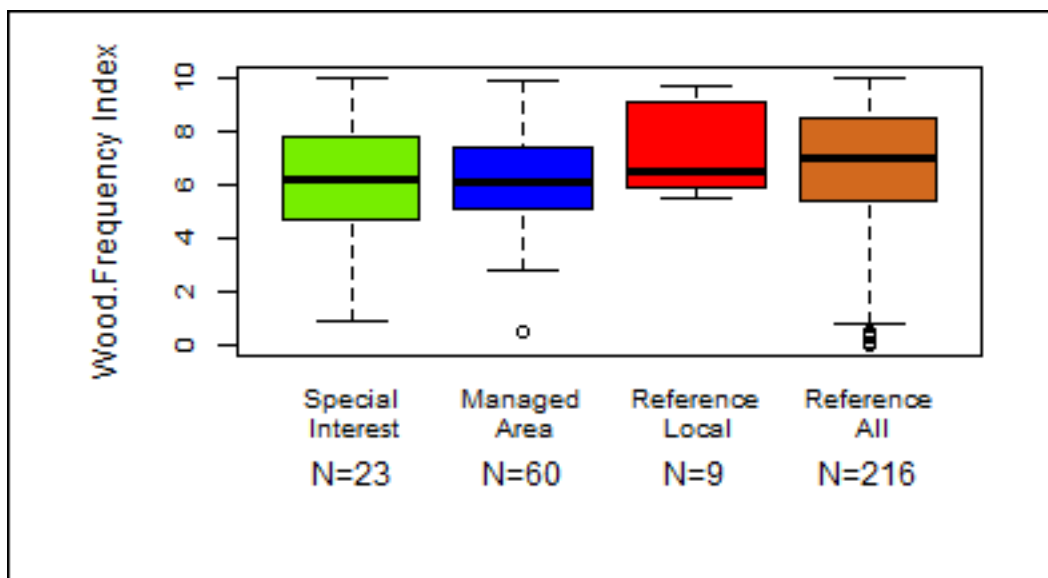 Wood.Frequency Index
10
8
6
4
2
0
Special Interest
Managed Area
Reference Local
Reference All
N=23
N=60
N=9
N=216